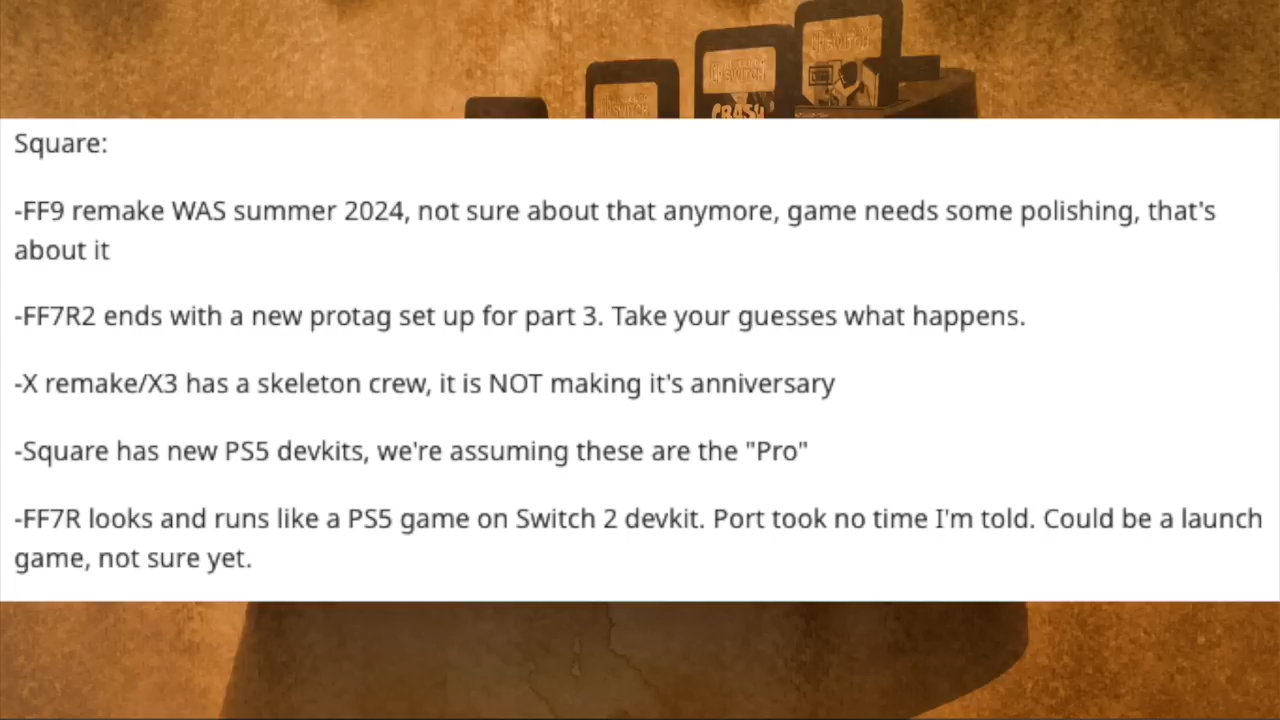 CRASH
Square:
-FF9 remake WAS summer 2024, not sure about that anymore, game needs some polishing, that's
about it
-FF7R2 ends with a new protag set up for part 3. Take your guesses what happens.
-X remake/X3 has a skeleton crew, it is NOT making it's anniversary
-Square has new PS5 devkits, we're assuming these are the "Pro"
-FF7R looks and runs like a PS5 game on Switch 2 devkit. Port took no time I'm told. Could be a launch
game, not sure yet.